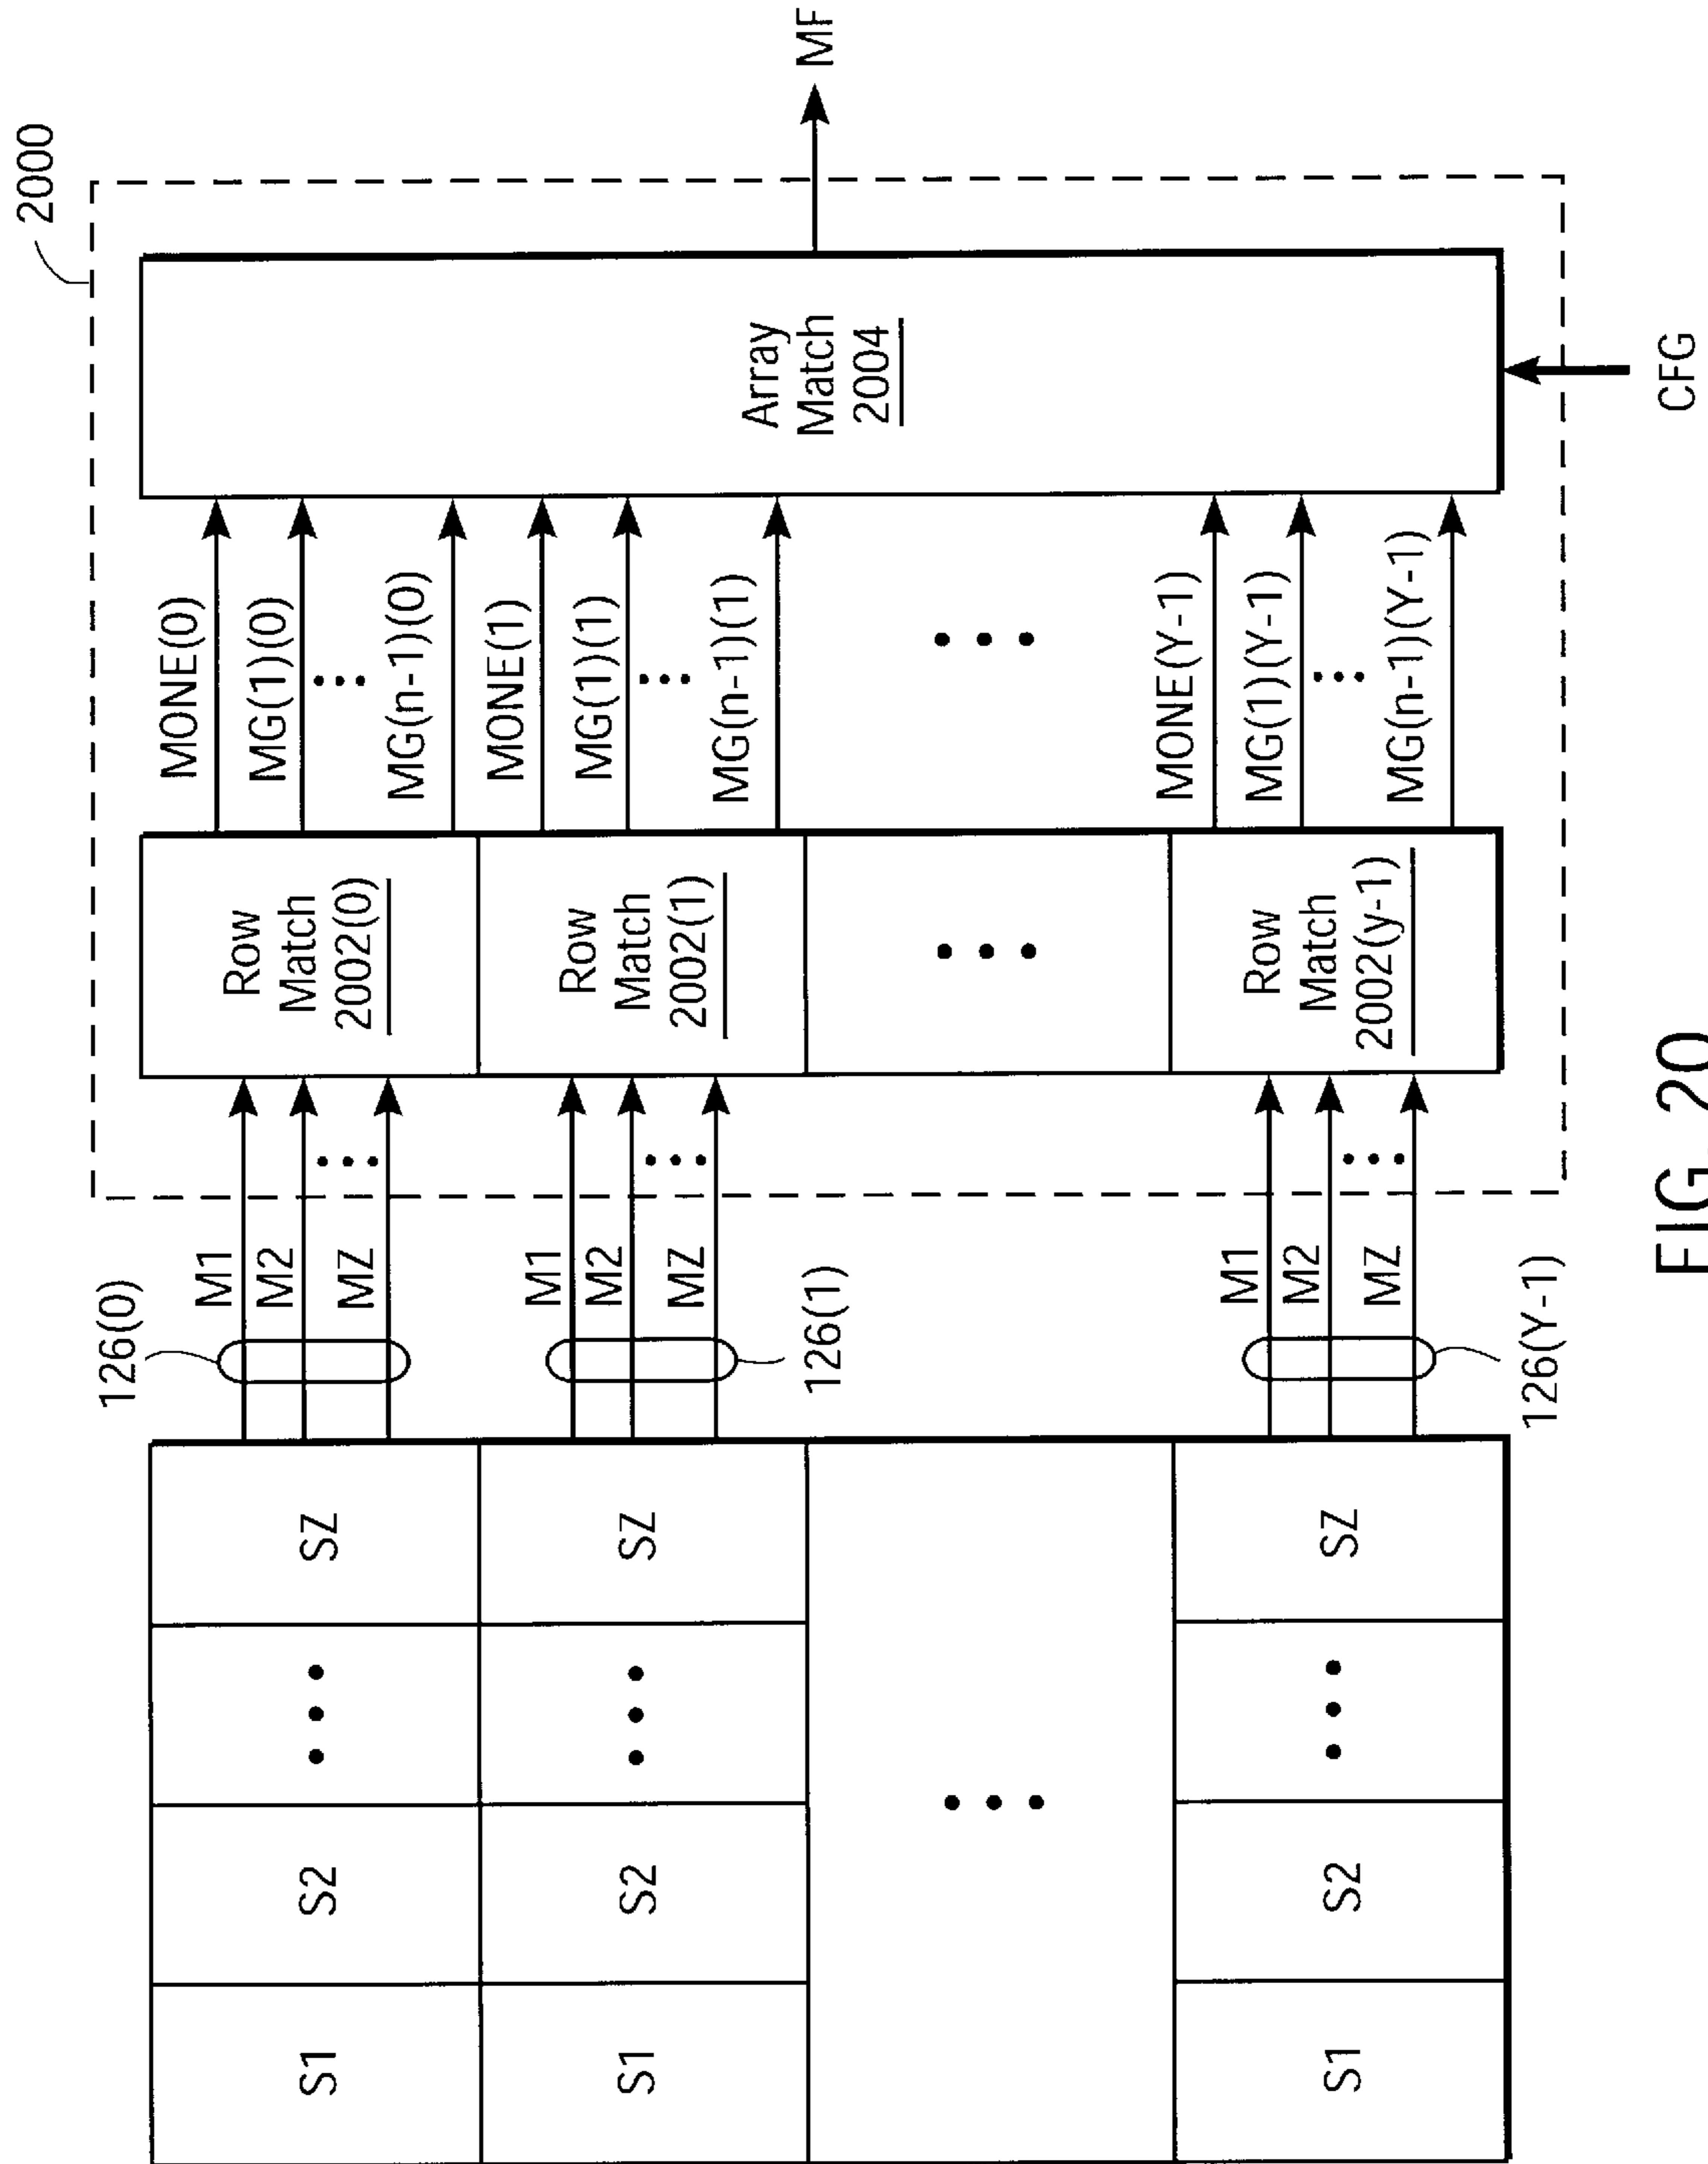 2000
126(0)
S1
S2
SZ
M1
M2
MZ
Row
Match
2002(0)
MONE(0)
MG(1)(0)
MG(n-1)(0)
S1
S2
SZ
M1
M2
MZ
126(1)
Row
Match
2002(1)
MONE(1)
MG(1)(1)
MG(n-1)(1)
Array
Match
2004
MF
S1
S2
SZ
M1
M2
MZ
126(Y-1)
Row
Match
2002(y-1)
MONE(Y-1)
MG(1)(Y-1)
MG(n-1)(Y-1)
CFG
FIG. 20